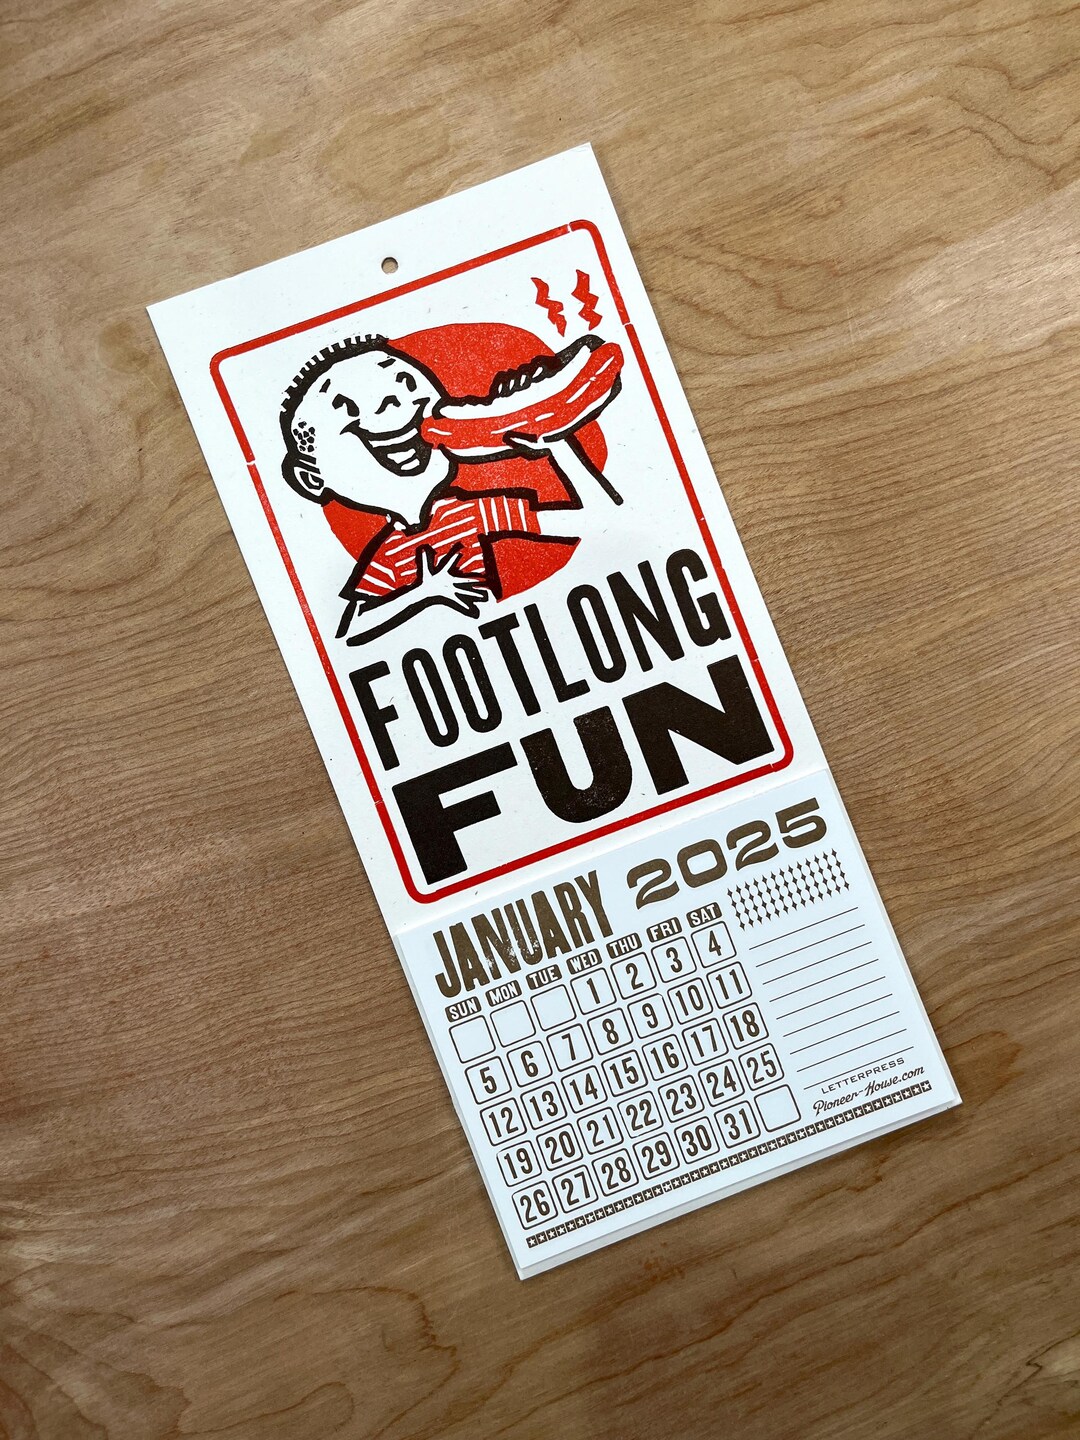 FOOTLONG
FUN
JANUARY 2025
SUN MON TUE WED THU FRI SAT
1 2 3 4
5 6 7 8 9 10 11
12 13 14 15 16 17 18
19 20 21 22 23 24 25
26 27 28 29 30 31
LETTERPRESS
Pioneer-House.com